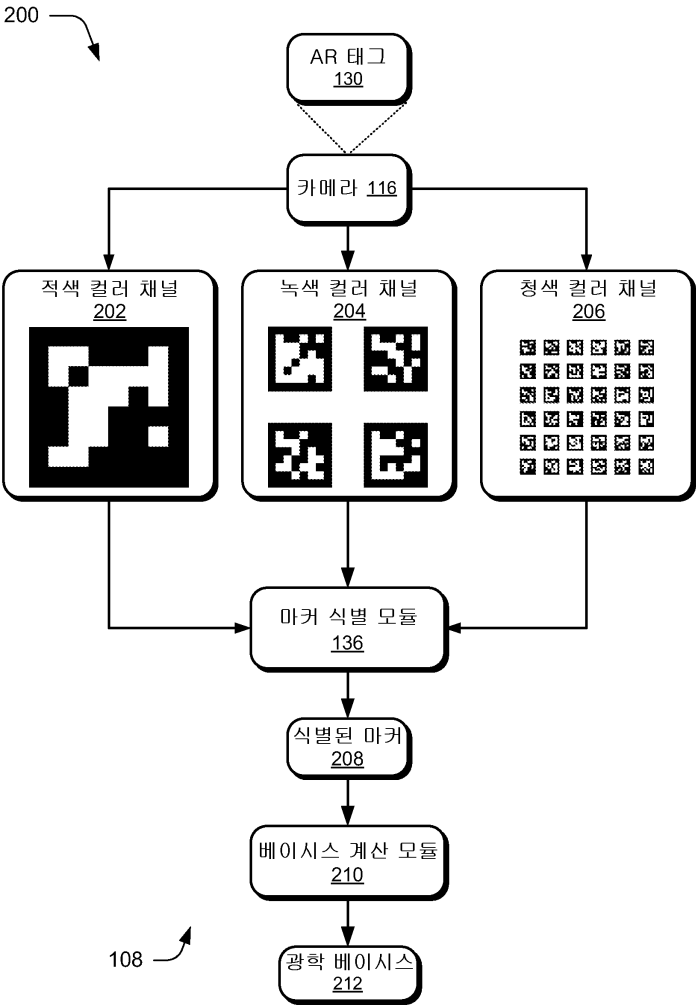 200
AR 태그
130
카메라 116
적색 컬러 채널
202
녹색 컬러 채널
204
청색 컬러 채널
206
마커 식별 모듈
136
식별된 마커
208
베이시스 계산 모듈
210
108
광학 베이시스
212